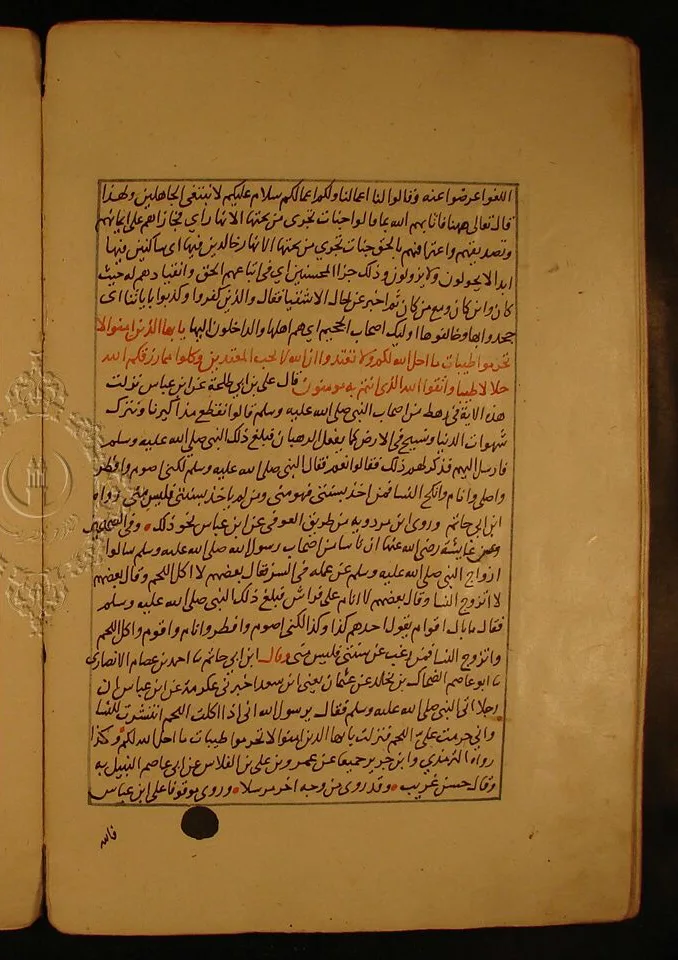 اللغو اعرضوا عنه وقالوا لنا اعمالنا ولكم اعمالكم سلام عليكم لا نبتغي الجاهلين ولهذا
قال تعالى ههنا فاثابهم الله بما قالوا جنات تجري من تحتها الانهار اي فجازاهم على ايمانهم
وتصديقهم واعترافهم بالحق جنات تجري من تحتها الانهار خالدين فيها اي ساكنين فيها
ابدا لا يحولون ولا يزولون وذلك جزاء المحسنين اي في اتباعهم الحق وانقيادهم له حيث
كان واين كان ومع من كان ثم اخبر عن حال الاشقياء فقال والذين كفروا وكذبوا باياتنا اي
جحدوا بها وخالفوها اوليك اصحاب الجحيم اي هم اهلها والداخلون اليها يا يها الذين امنوا لا
تحرموا طيبات ما احل الله لكم ولا تعتدوا ان الله لا يحب المعتدين وكلوا مما رزقكم الله
حلالا طيبا واتقوا الله الذي انتم به مومنون قال علي بن ابي طلحة عن ابن عباس نزلت
هذه الاية في رهط من اصحاب النبي صلى الله عليه وسلم قالوا نقطع مذاكيرنا ونترك
شهوات الدنيا ونسيح في الارض كما يفعل الرهبان فبلغ ذلك النبي صلى الله عليه وسلم
فارسل اليهم فذكر لهم ذلك فقالوا نعم فقال النبي صلى الله عليه وسلم لكني اصوم وافطر
واصلي وانام وانكح النسا فمن اخذ بسنتي فهو مني ومن لم ياخذ بسنتي فليس مني رواه
ابن ابي حاتم وروى ابن مردويه من طريق العوفي عن ابن عباس نحو ذلك وفي الصحيحين
وعن عايشة رضي الله عنها ان ناسا من اصحاب رسول الله صلى الله عليه وسلم سالوا
ازواج النبي صلى الله عليه وسلم عن عمله في السر فقال بعضهم لا اكل اللحم وقال بعضهم
لا اتزوج النسا وقال بعضهم لا انام على فراش فبلغ ذلك النبي صلى الله عليه وسلم
فقال ما بال اقوام يقول احدهم كذا وكذا لكني اصوم وافطر وانام واقوم واكل اللحم
واتزوج النسا فمن رغب عن سنتي فليس مني وقال ابن ابي حاتم ثنا احمد بن عصام الانصاري
ثنا ابو عاصم الضحاك بن مخلد عن عثمان يعني ابن سعد اخبرني عكرمة عن ابن عباس ان
رجلا اتى النبي صلى الله عليه وسلم فقال يرسول الله اني اذا اكلت اللحم انتشرت للنسا
واني حرمت علي اللحم فنزلت يا يها الذين امنوا لا تحرموا طيبات ما احل الله لكم وكذا
رواه الترمذي وابن جرير جميعا عن عمرو بن علي بن الفلاس عن ابي عاصم النبيل به
وقال حسن غريب وقد روي من وجه اخر مرسلا وروي موقوفا على ابن عباس
فالله